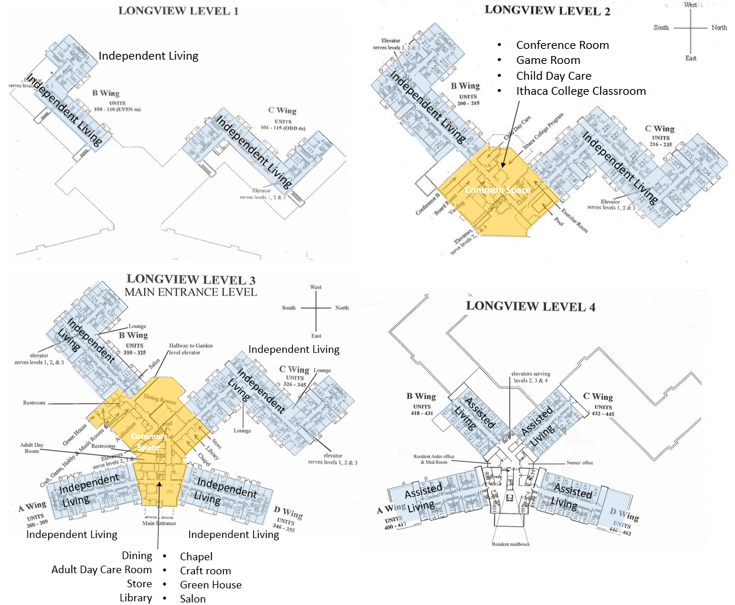 LONGVIEW LEVEL 1
Independent Living
serves level
B Wing
UNITS
100 - 110 (EVEN #s)
Independent Living
C Wing
UNITS
101 - 115 (ODD #s)
Independent Living
Elevator
serves levels 1, 2 & 3
LONGVIEW LEVEL 2
West
South
North
East
• Conference Room
• Game Room
• Child Day Care
• Ithaca College Classroom
Elevator
serves levels 1, 2
B Wing
UNITS
200 - 215
Independent Living
Child Day Care
Ithaca College Program
C Wing
UNITS
216 - 235
Independent Living
Common Space
Elevator
serves levels 1, 2 & 3
Conference R
Board R
Exercise Room
Pool
Elevators
serve levels 2,
LONGVIEW LEVEL 3
MAIN ENTRANCE LEVEL
West
South
North
East
Lounge
B Wing
UNITS
310 - 325
Independent
Living
Hallway to Garden
level elevator
Independent Living
elevator
serves levels 1, 2, & 3
Salon
C Wing
UNITS
326 - 345
Lounge
Independent
Living
Restroom
Dining Rooms
Green House
Lounge
Common
Space
Adult Day
Room
Craft, Game, Hobby & Music Rooms
Restrooms
Store
Library
Chapel
Elevators
serve levels 2,
elevator
serves levels 1, 2 & 3
Independent
Living
Independent
Living
A Wing
UNITS
300 - 309
D Wing
UNITS
346 - 355
Main Entrance
Independent Living
Independent Living
Dining • Chapel
Adult Day Care Room • Craft room
Store • Green House
Library • Salon
LONGVIEW LEVEL 4
elevators serving
levels 2, 3 & 4
B Wing
UNITS
418 - 431
C Wing
UNITS
432 - 445
Assisted
Living
Assisted
Living
Resident Aides office
& Mud Room
Nurses' office
Assisted
Living
Assisted
Living
A Wing
UNITS
400 - 417
D Wing
UNITS
446 - 462
Resident mailboxes